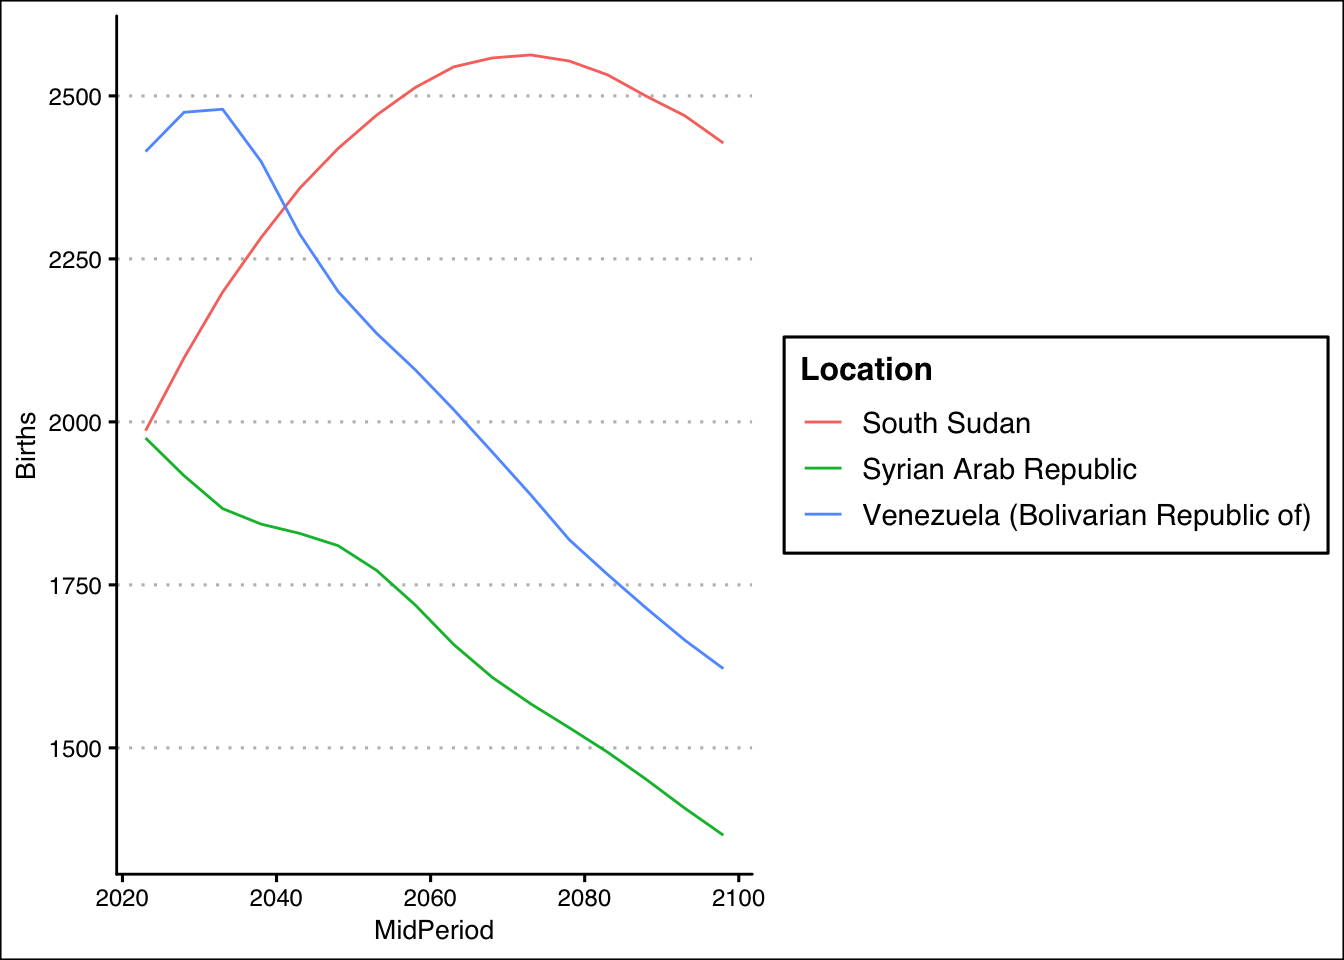 2500
2250
2000
1750
1500
Births
2020 2040 2060 2080 2100
MidPeriod
Location
South Sudan
Syrian Arab Republic
Venezuela (Bolivarian Republic of)